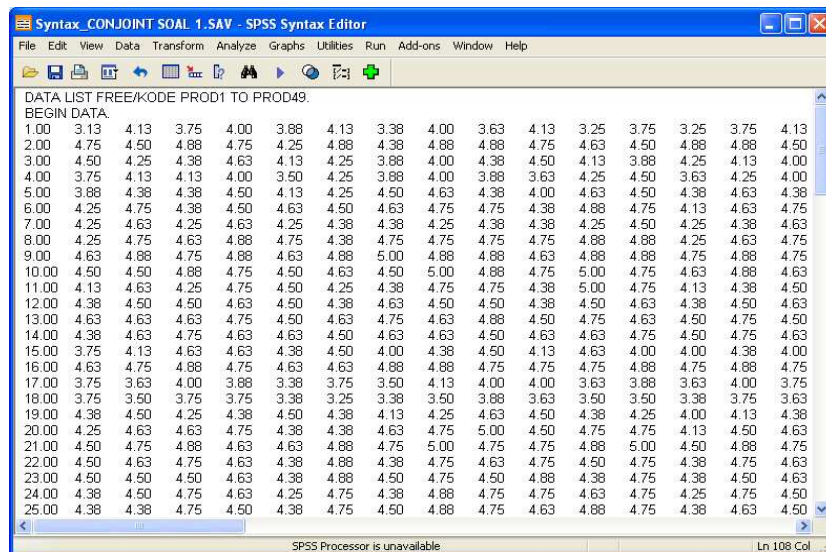 Syntax_CONJOINT SOAL 1.SAV - SPSS Syntax Editor
File Edit View Data Transform Analyze Graphs Utilities Run Add-ons Window Help
DATA LIST FREE/KODE PROD1 TO PROD49.
BEGIN DATA.
1.00 3.13 4.13 3.75 4.00 3.88 4.13 3.38 4.00 3.63 4.13 3.25 3.75 3.25 3.75 4.13
2.00 4.75 4.50 4.88 4.75 4.25 4.88 4.38 4.88 4.88 4.75 4.63 4.50 4.88 4.88 4.50
3.00 4.50 4.25 4.38 4.63 4.13 4.25 3.88 4.00 4.38 4.50 4.13 3.88 4.25 4.13 4.00
4.00 3.75 4.13 4.13 4.00 3.50 4.25 3.88 4.00 3.88 3.63 4.25 4.50 3.63 4.25 4.00
5.00 3.88 4.38 4.38 4.50 4.13 4.25 4.50 4.63 4.38 4.00 4.63 4.50 4.38 4.63 4.38
6.00 4.25 4.75 4.38 4.50 4.63 4.50 4.63 4.75 4.75 4.38 4.88 4.75 4.13 4.63 4.75
7.00 4.25 4.63 4.25 4.63 4.25 4.38 4.38 4.25 4.38 4.38 4.25 4.50 4.25 4.38 4.63
8.00 4.25 4.75 4.63 4.88 4.75 4.38 4.75 4.75 4.75 4.75 4.88 4.88 4.25 4.63 4.75
9.00 4.63 4.88 4.75 4.88 4.63 4.88 5.00 4.88 4.88 4.63 4.88 4.88 4.75 4.88 4.75
10.00 4.50 4.50 4.88 4.75 4.50 4.63 4.50 5.00 4.88 4.75 5.00 4.75 4.63 4.88 4.63
11.00 4.13 4.63 4.25 4.75 4.50 4.25 4.38 4.75 4.75 4.38 5.00 4.75 4.13 4.38 4.50
12.00 4.38 4.50 4.50 4.63 4.50 4.38 4.63 4.50 4.50 4.38 4.50 4.63 4.38 4.50 4.63
13.00 4.63 4.63 4.63 4.75 4.50 4.63 4.75 4.63 4.88 4.50 4.75 4.63 4.50 4.75 4.50
14.00 4.38 4.63 4.75 4.63 4.63 4.50 4.63 4.63 4.50 4.63 4.75 4.63 4.50 4.75 4.63
15.00 3.75 4.13 4.63 4.63 4.38 4.50 4.00 4.38 4.50 4.13 4.63 4.00 4.00 4.38 4.00
16.00 4.63 4.75 4.88 4.75 4.63 4.63 4.88 4.88 4.75 4.75 4.75 4.88 4.75 4.88 4.75
17.00 3.75 3.63 4.00 3.88 3.38 3.75 3.50 4.13 4.00 4.00 3.63 3.88 3.63 4.00 3.75
18.00 3.75 3.50 3.75 3.75 3.38 3.25 3.38 3.50 3.88 3.63 3.50 3.50 3.38 3.75 3.63
19.00 4.38 4.50 4.25 4.38 4.50 4.38 4.13 4.25 4.63 4.50 4.38 4.25 4.00 4.13 4.38
20.00 4.25 4.63 4.63 4.75 4.38 4.38 4.63 4.75 5.00 4.50 4.75 4.75 4.13 4.50 4.63
21.00 4.50 4.75 4.88 4.63 4.63 4.88 4.75 5.00 4.75 4.75 4.88 5.00 4.50 4.88 4.75
22.00 4.50 4.63 4.75 4.63 4.38 4.88 4.38 4.75 4.63 4.75 4.50 4.75 4.38 4.75 4.63
23.00 4.50 4.50 4.50 4.63 4.38 4.88 4.50 4.75 4.50 4.88 4.38 4.75 4.38 4.50 4.63
24.00 4.38 4.50 4.75 4.63 4.25 4.75 4.38 4.88 4.75 4.75 4.63 4.75 4.25 4.75 4.50
25.00 4.38 4.38 4.75 4.50 4.38 4.75 4.50 4.88 4.75 4.63 4.88 4.75 4.38 4.63 4.50
SPSS Processor is unavailable
Ln 108 Col